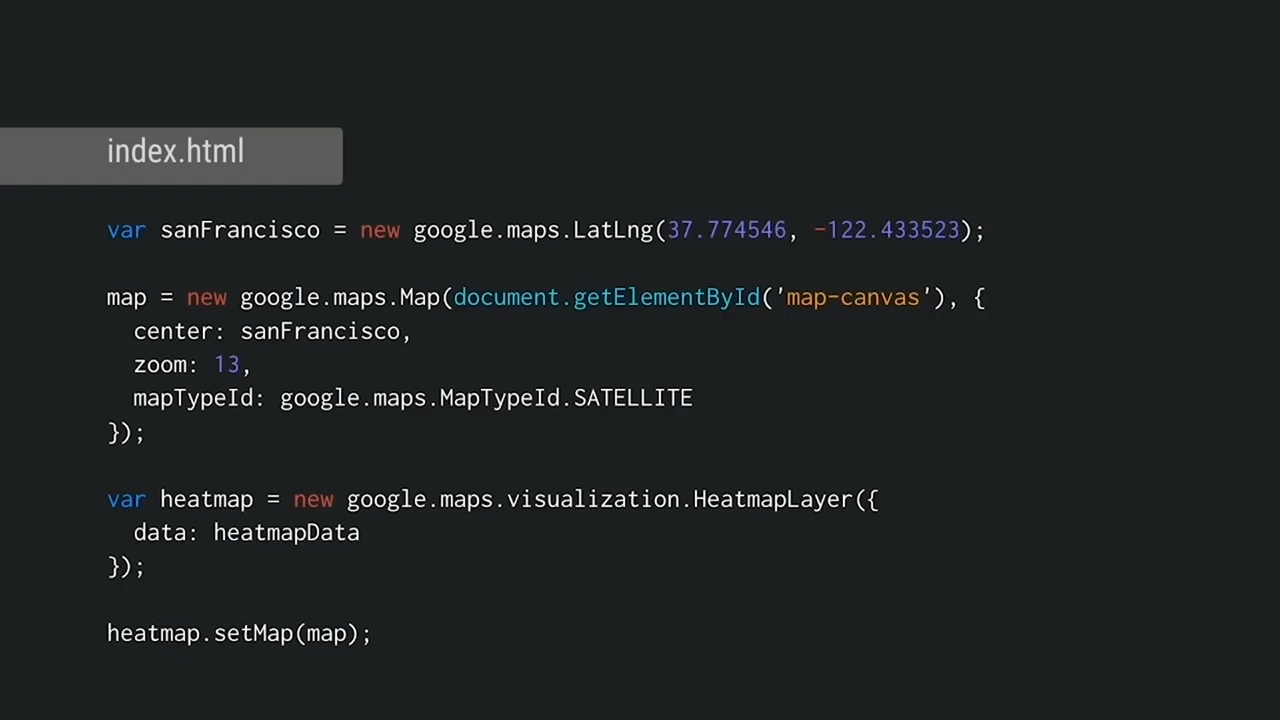 index.html
var sanFrancisco = new google.maps.LatLng(37.774546, -122.433523);
map = new google.maps.Map(document.getElementById('map-canvas'), {
center: sanFrancisco,
zoom: 13,
mapTypeId: google.maps.MapTypeId.SATELLITE
});
var heatmap = new google.maps.visualization.HeatmapLayer({
data: heatmapData
});
heatmap.setMap(map);